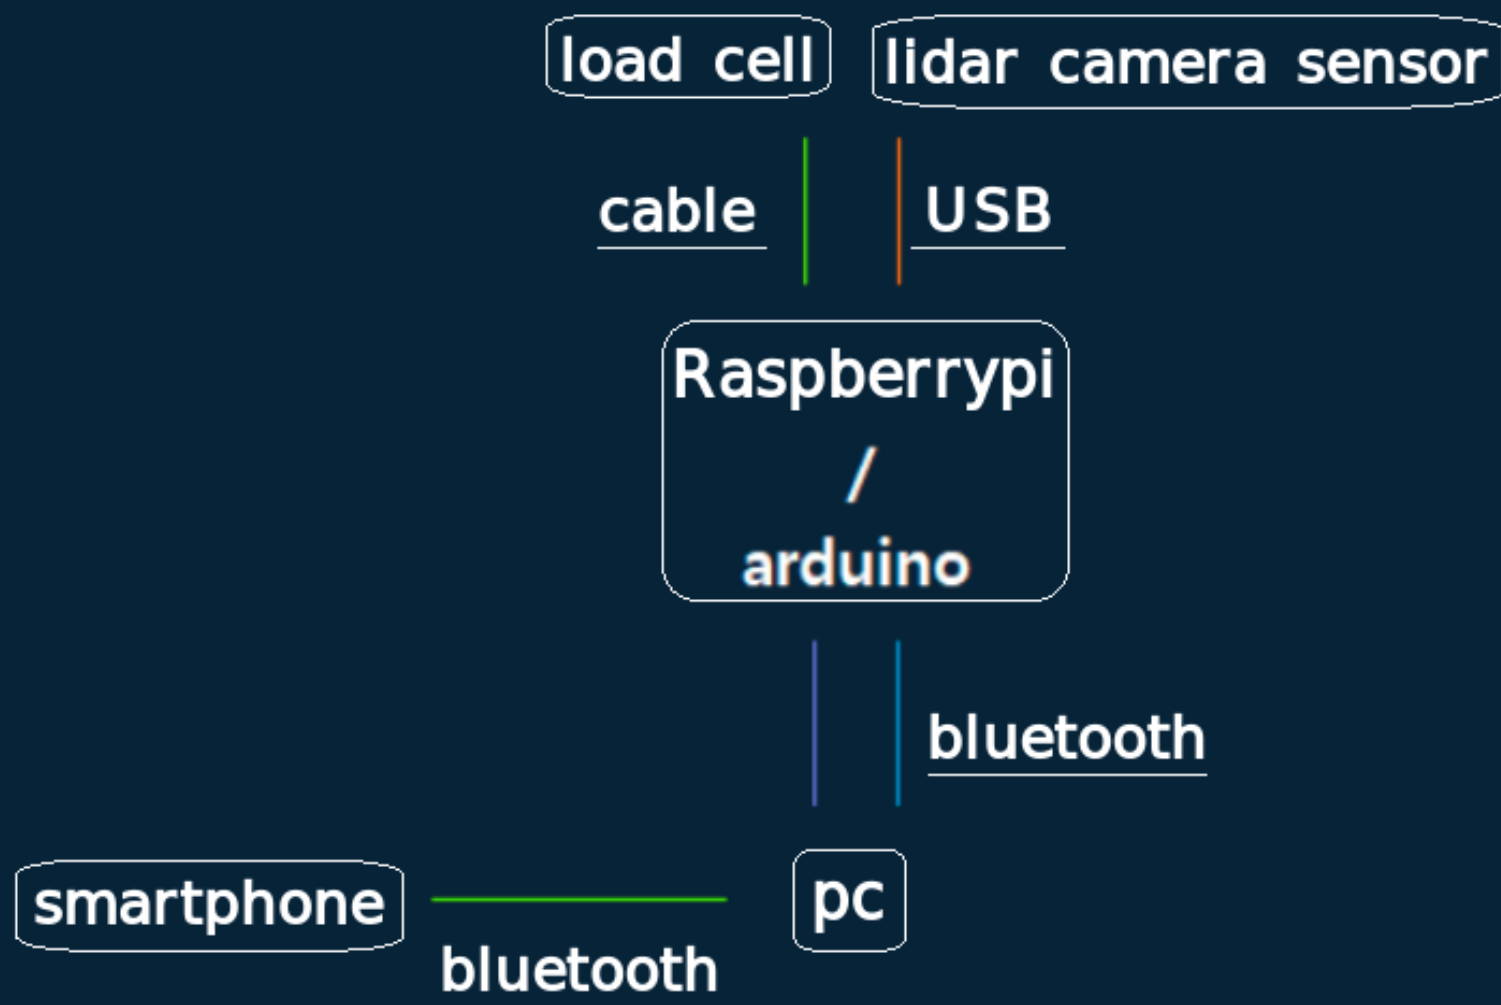 load cell
lidar camera sensor
cable
USB
Raspberrypi
/
arduino
bluetooth
smartphone
pc
bluetooth